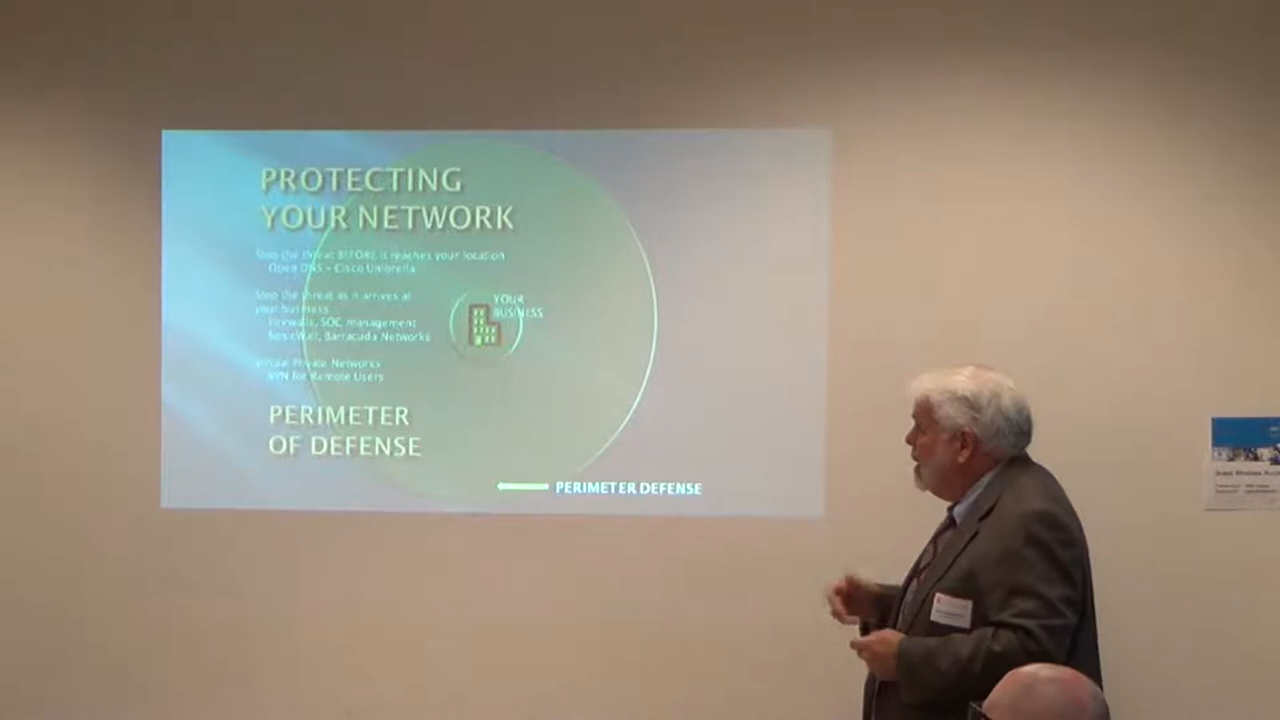 PROTECTING
YOUR NETWORK
Stop the threat BEFORE it reaches your location
Open DNS - Cisco Umbrella
Stop the threat as it arrives at
your business
Firewalls, SOC management
SonicWall, Barracuda Networks
Virtual Private Networks
VPN for Remote Users
YOUR
BUSINESS
PERIMETER
OF DEFENSE
PERIMETER DEFENSE